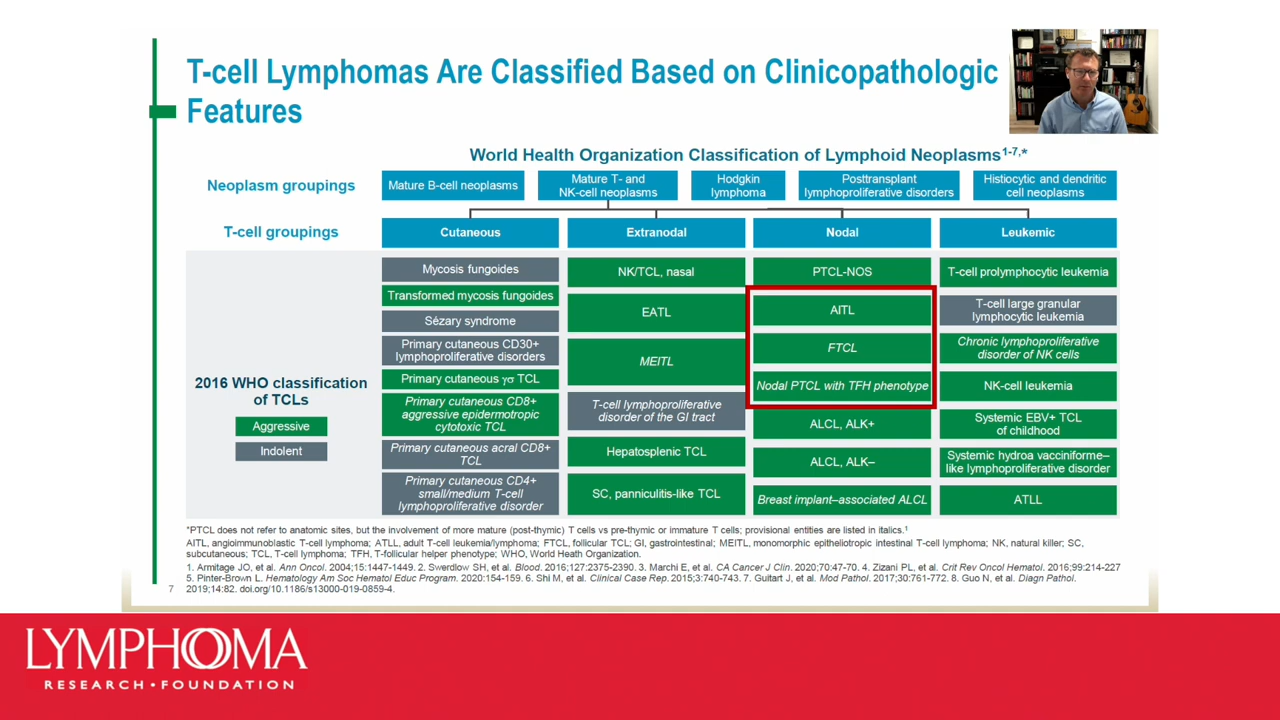 T-cell Lymphomas Are Classified Based on Clinicopathologic
Features
World Health Organization Classification of Lymphoid Neoplasms1-7,*
Neoplasm groupings
Mature B-cell neoplasms
Mature T- and
NK-cell neoplasms
Hodgkin
lymphoma
Posttransplant
lymphoproliferative disorders
Histiocytic and dendritic
cell neoplasms
T-cell groupings
Cutaneous
Extranodal
Nodal
Leukemic
2016 WHO classification
of TCLs
Aggressive
Indolent
Mycosis fungoides
Transformed mycosis fungoides
Sézary syndrome
Primary cutaneous CD30+
lymphoproliferative disorders
Primary cutaneous γσ TCL
Primary cutaneous CD8+
aggressive epidermotropic
cytotoxic TCL
Primary cutaneous acral CD8+
TCL
Primary cutaneous CD4+
small/medium T-cell
lymphoproliferative disorder
NK/TCL, nasal
EATL
MEITL
T-cell lymphoproliferative
disorder of the GI tract
Hepatosplenic TCL
SC, panniculitis-like TCL
PTCL-NOS
AITL
FTCL
Nodal PTCL with TFH phenotype
ALCL, ALK+
ALCL, ALK–
Breast implant–associated ALCL
T-cell prolymphocytic leukemia
T-cell large granular
lymphocytic leukemia
Chronic lymphoproliferative
disorder of NK cells
NK-cell leukemia
Systemic EBV+ TCL
of childhood
Systemic hydroa vacciniforme–
like lymphoproliferative disorder
ATLL
*PTCL does not refer to anatomic sites, but the involvement of more mature (post-thymic) T cells vs pre-thymic or immature T cells; provisional entities are listed in italics.1
AITL, angioimmunoblastic T-cell lymphoma; ATLL, adult T-cell leukemia/lymphoma; FTCL, follicular TCL; GI, gastrointestinal; MEITL, monomorphic epitheliotropic intestinal T-cell lymphoma; NK, natural killer; SC,
subcutaneous; TCL, T-cell lymphoma; TFH, T-follicular helper phenotype; WHO, World Heath Organization.
1. Armitage JO, et al. Ann Oncol. 2004;15:1447-1449. 2. Swerdlow SH, et al. Blood. 2016;127:2375-2390. 3. Marchi E, et al. CA Cancer J Clin. 2020;70:47-70. 4. Zizani PL, et al. Crit Rev Oncol Hematol. 2016;99:214-227
5. Pinter-Brown L. Hematology Am Soc Hematol Educ Program. 2020:154-159. 6. Shi M, et al. Clinical Case Rep. 2015;3:740-743. 7. Guitart J, et al. Mod Pathol. 2017;30:761-772. 8. Guo N, et al. Diagn Pathol.
7 2019;14:82. doi.org/10.1186/s13000-019-0859-4.
LYMPHOMA
RESEARCH • FOUNDATION